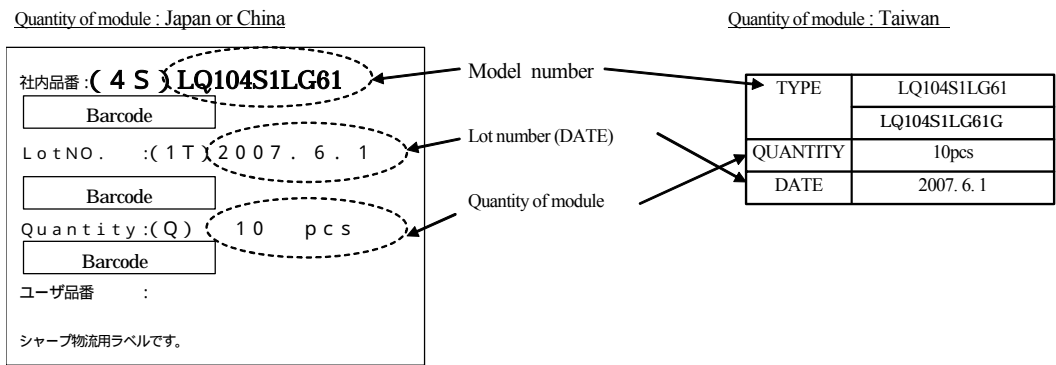 Quantity of module : Japan or China
社内品番 :(４Ｓ) LQ104S1LG61
Barcode
ＬｏｔＮＯ． :(１Ｔ)２００７．６．１
Barcode
Ｑｕａｎｔｉｔｙ:(Ｑ) １０ ｐｃｓ
Barcode
ユーザ品番 :
シャープ物流用ラベルです。
Model number
Lot number (DATE)
Quantity of module
Quantity of module : Taiwan
TYPE LQ104S1LG61
LQ104S1LG61G
QUANTITY 10pcs
DATE 2007. 6. 1